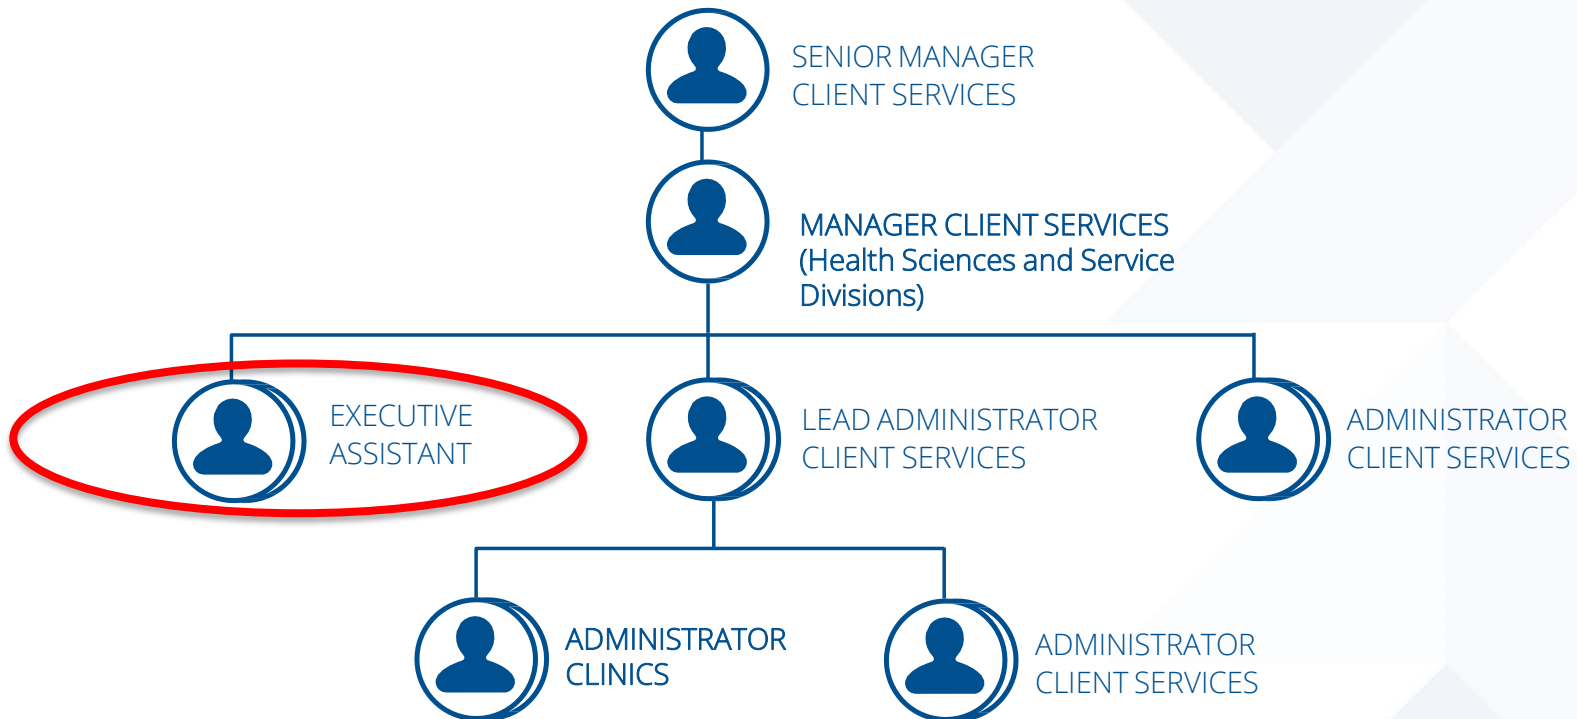 SENIOR MANAGER
CLIENT SERVICES
MANAGER CLIENT SERVICES
(Health Sciences and Service
Divisions)
EXECUTIVE
ASSISTANT
LEAD ADMINISTRATOR
CLIENT SERVICES
ADMINISTRATOR
CLIENT SERVICES
ADMINISTRATOR
CLINICS
ADMINISTRATOR
CLIENT SERVICES